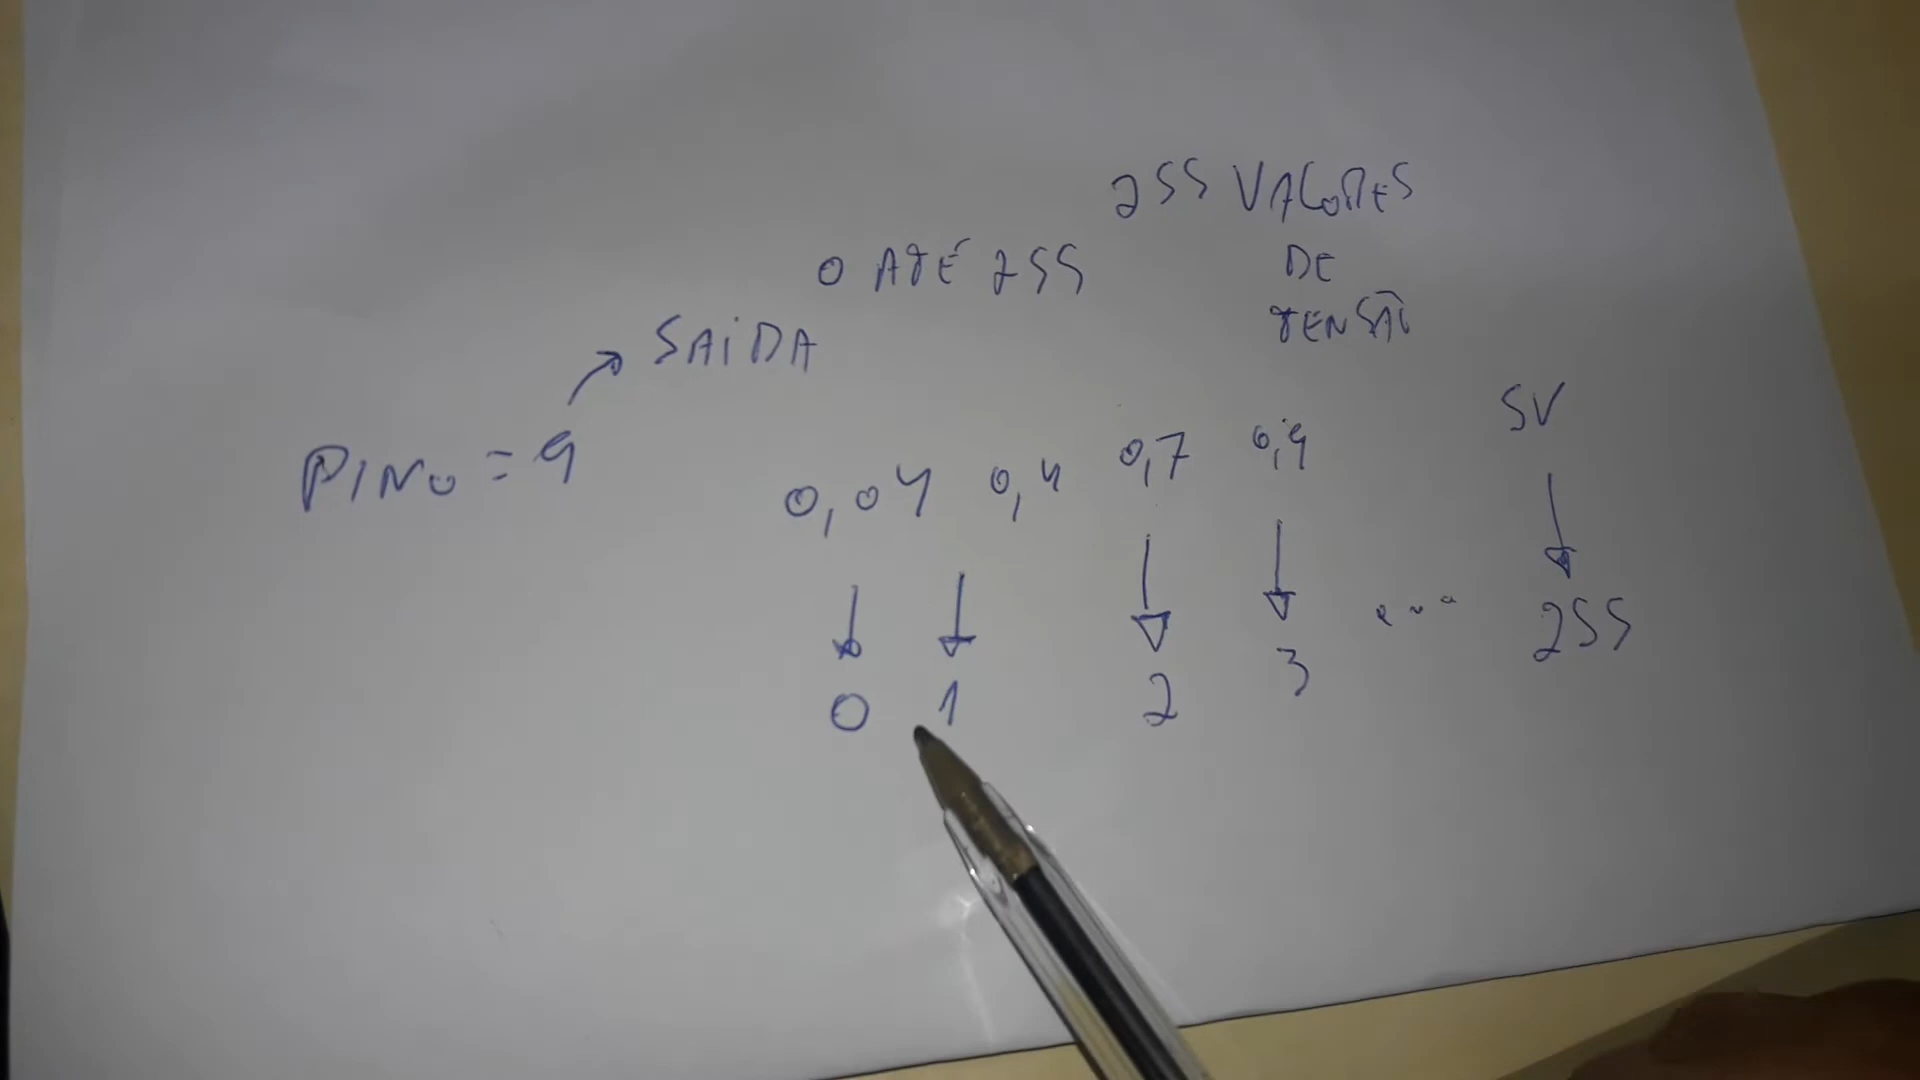 255 VALORES
DE
TENSÃO
0 ATÉ 255
SAIDA
PINO = 9
0,04 0,4 0,7 0,9 5V
0 1 2 3 ... 255